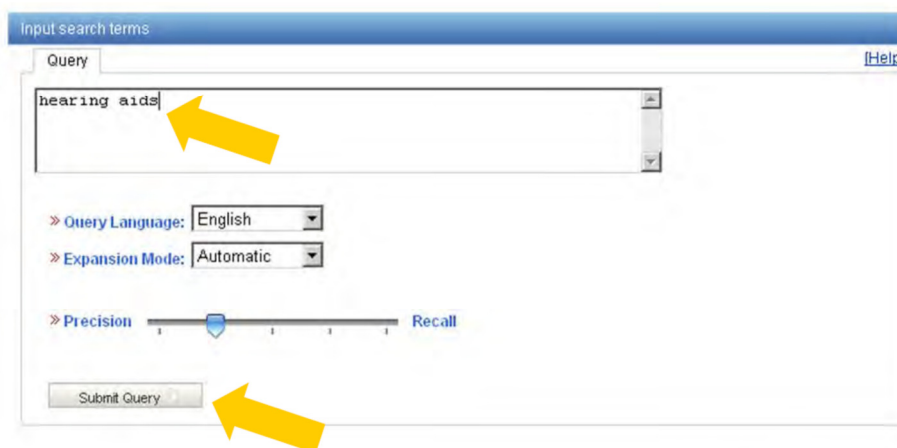 Input search terms
Query
[Help
hearing aids
» Query Language: English
» Expansion Mode: Automatic
» Precision Recall
Submit Query